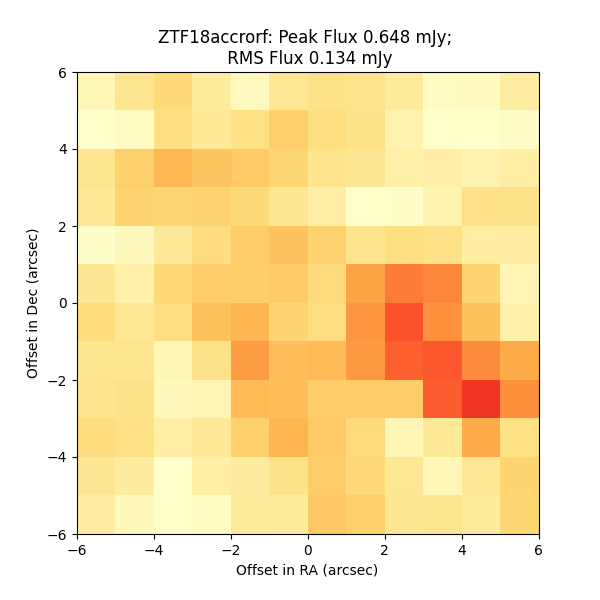 ZTF18accrorf: Peak Flux 0.648 mJy;
RMS Flux 0.134 mJy
6
4
2
0
−2
−4
−6
Offset in Dec (arcsec)
−6 −4 −2 0 2 4 6
Offset in RA (arcsec)